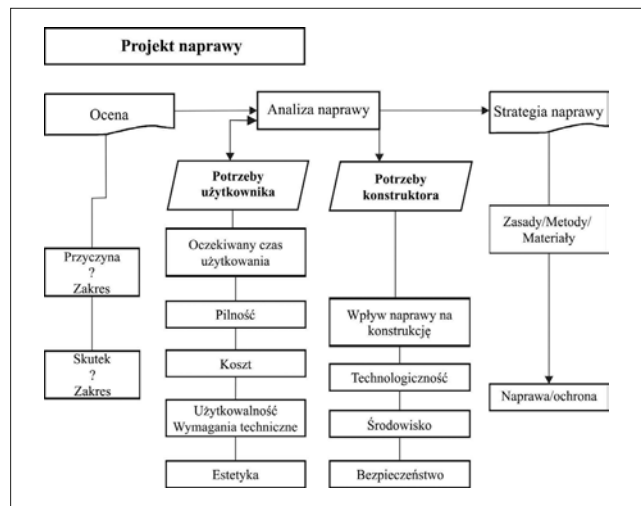 Projekt naprawy
Ocena
Analiza naprawy
Strategia naprawy
Potrzeby
użytkownika
Potrzeby
konstruktora
Oczekiwany czas
użytkowania
Zasady/Metody/
Materiały
Przyczyna
?
Zakres
Pilność
Wpływ naprawy na
konstrukcję
Skutek
?
Zakres
Koszt
Technologiczność
Naprawa/ochrona
Użytkowalność
Wymagania techniczne
Środowisko
Estetyka
Bezpieczeństwo